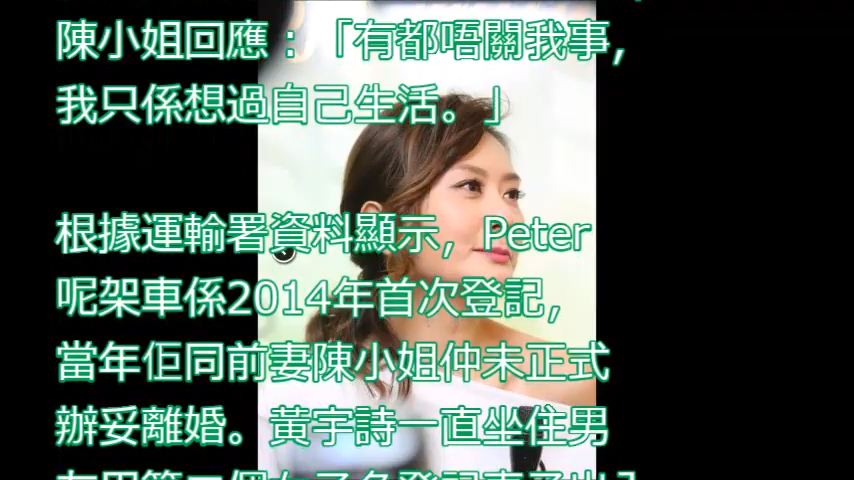 陳小姐回應：「有都唔關我事，
我只係想過自己生活。」
根據運輸署資料顯示，Peter
呢架車係2014年首次登記，
當年佢同前妻陳小姐仲未正式
辦妥離婚。黃宇詩一直坐住男